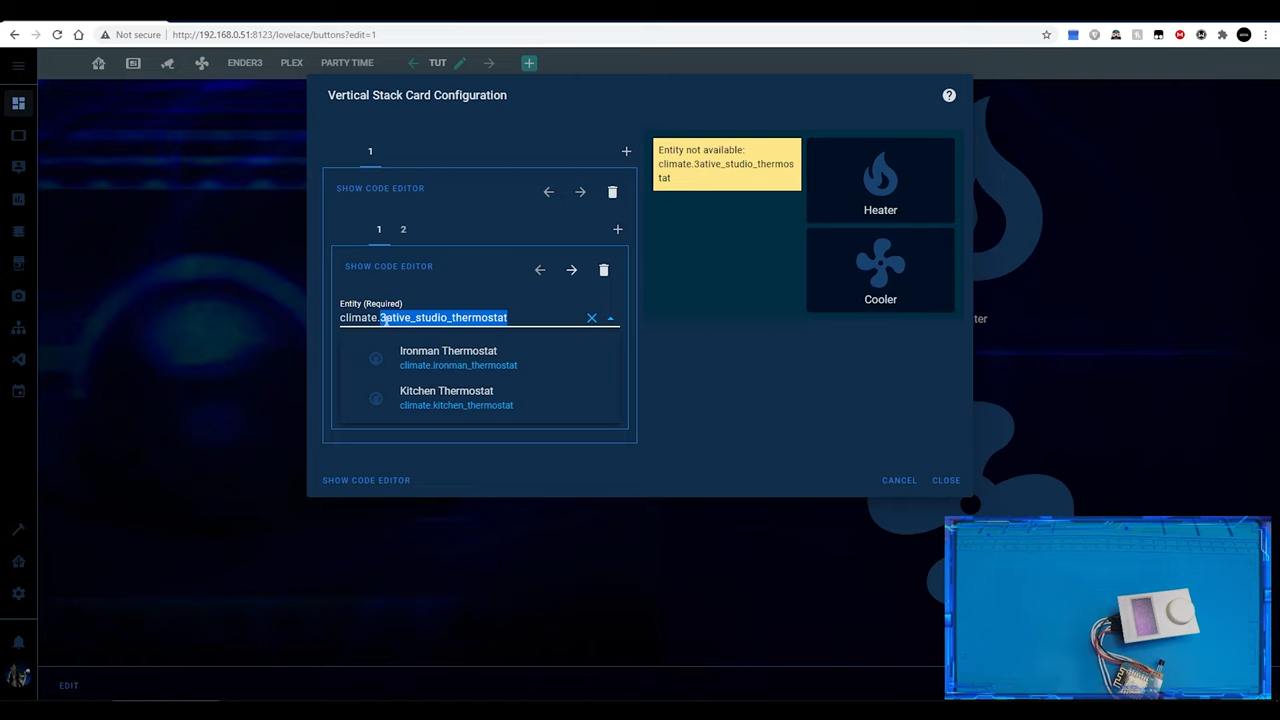 Not secure
http://192.168.0.51:8123/lovelace/buttons?edit=1
ENDER3
PLEX
PARTY TIME
TUT
Vertical Stack Card Configuration
1
SHOW CODE EDITOR
1
2
SHOW CODE EDITOR
Entity (Required)
climate.3ative_studio_thermostat
Ironman Thermostat
climate.ironman_thermostat
Kitchen Thermostat
climate.kitchen_thermostat
Entity not available:
climate.3ative_studio_thermos
tat
Heater
Cooler
ter
SHOW CODE EDITOR
CANCEL
CLOSE
EDIT